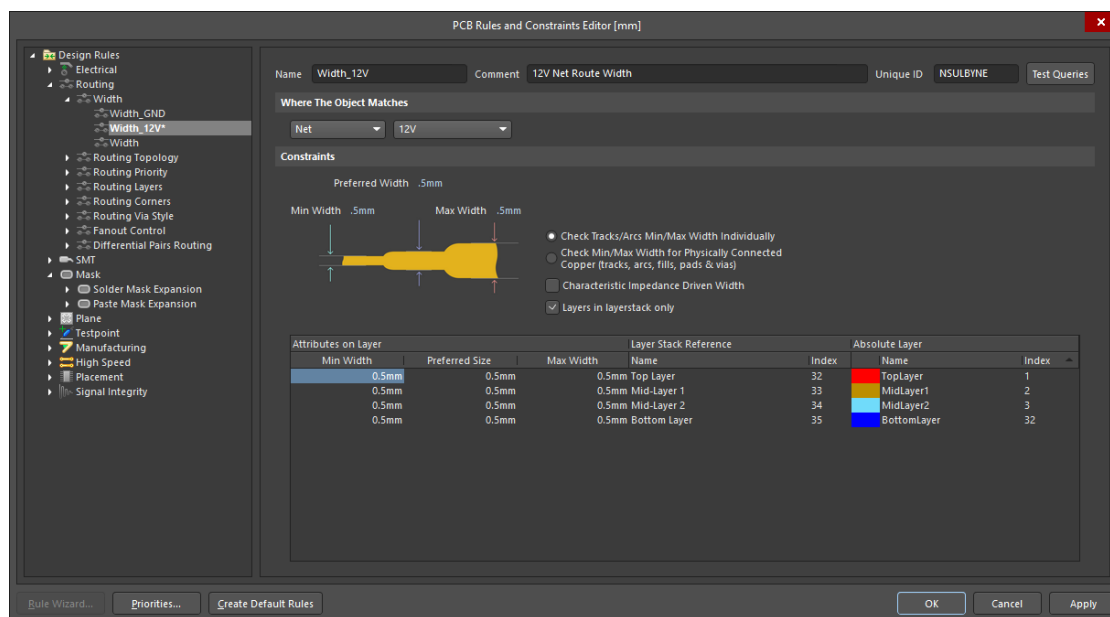 PCB Rules and Constraints Editor [mm]
Design Rules
Electrical
Routing
Width
Width_GND
Width_12V*
Width
Routing Topology
Routing Priority
Routing Layers
Routing Corners
Routing Via Style
Fanout Control
Differential Pairs Routing
SMT
Mask
Solder Mask Expansion
Paste Mask Expansion
Plane
Testpoint
Manufacturing
High Speed
Placement
Signal Integrity
Name Width_12V Comment 12V Net Route Width Unique ID NSULBYNE Test Queries
Where The Object Matches
Net 12V
Constraints
Preferred Width .5mm
Min Width .5mm Max Width .5mm
Check Tracks/Arcs Min/Max Width Individually
Check Min/Max Width for Physically Connected
Copper (tracks, arcs, fills, pads & vias)
Characteristic Impedance Driven Width
Layers in layerstack only
Attributes on Layer Layer Stack Reference Absolute Layer
Min Width Preferred Size Max Width Name Index Name Index
0.5mm 0.5mm 0.5mm Top Layer 32 TopLayer 1
0.5mm 0.5mm 0.5mm Mid-Layer 1 33 MidLayer1 2
0.5mm 0.5mm 0.5mm Mid-Layer 2 34 MidLayer2 3
0.5mm 0.5mm 0.5mm Bottom Layer 35 BottomLayer 32
Rule Wizard... Priorities... Create Default Rules OK Cancel Apply